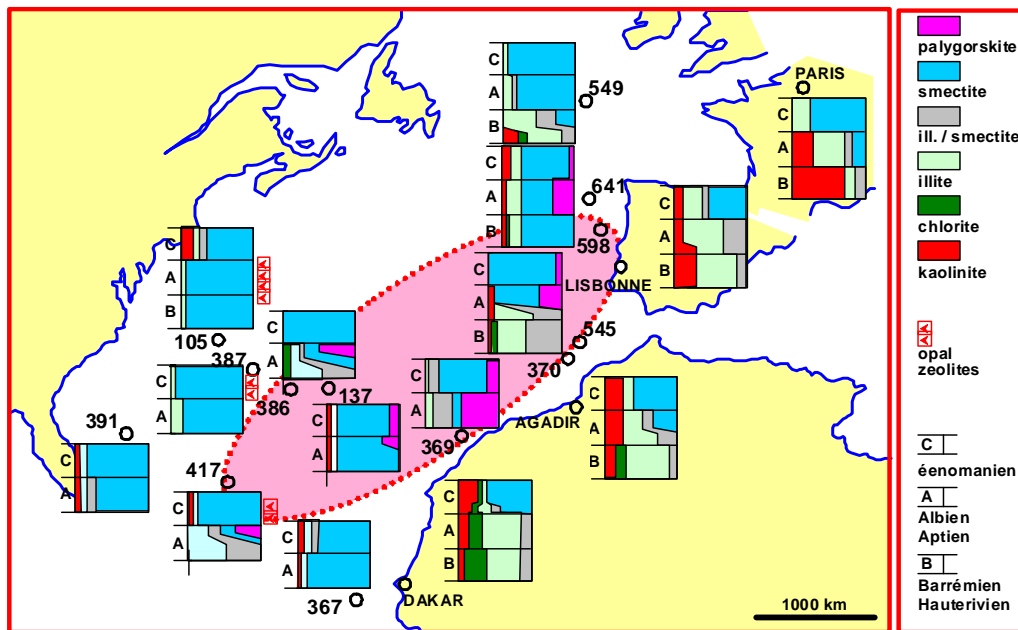 C
A
B
549
PARIS
C
A
B
C
A
B
641
598
C
A
B
LISBONNE
C
A
B
105
387
C
A
B
545
370
C
A
386
137
C
A
391
C
A
369
AGADIR
C
A
B
C
A
417
C
A
C
A
C
A
367
C
A
B
DAKAR
1000 km
palygorskite
smectite
ill. / smectite
illite
chlorite
kaolinite
opal
zeolites
C
éenomanien
A
Albien
Aptien
B
Barrémien
Hauterivien